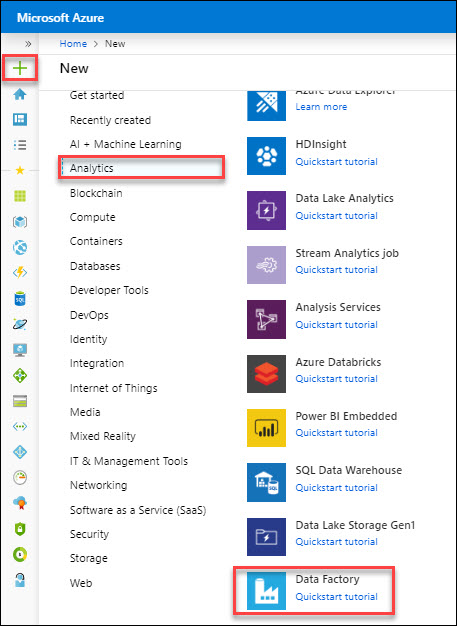 Microsoft Azure
» Home > New
New
Get started
Recently created
AI + Machine Learning
Analytics
Blockchain
Compute
Containers
Databases
Developer Tools
DevOps
Identity
Integration
Internet of Things
Media
Mixed Reality
IT & Management Tools
Networking
Software as a Service (SaaS)
Security
Storage
Web
Azure Data Explorer
Learn more
HDInsight
Quickstart tutorial
Data Lake Analytics
Quickstart tutorial
Stream Analytics job
Quickstart tutorial
Analysis Services
Quickstart tutorial
Azure Databricks
Quickstart tutorial
Power BI Embedded
Quickstart tutorial
SQL Data Warehouse
Quickstart tutorial
Data Lake Storage Gen1
Quickstart tutorial
Data Factory
Quickstart tutorial